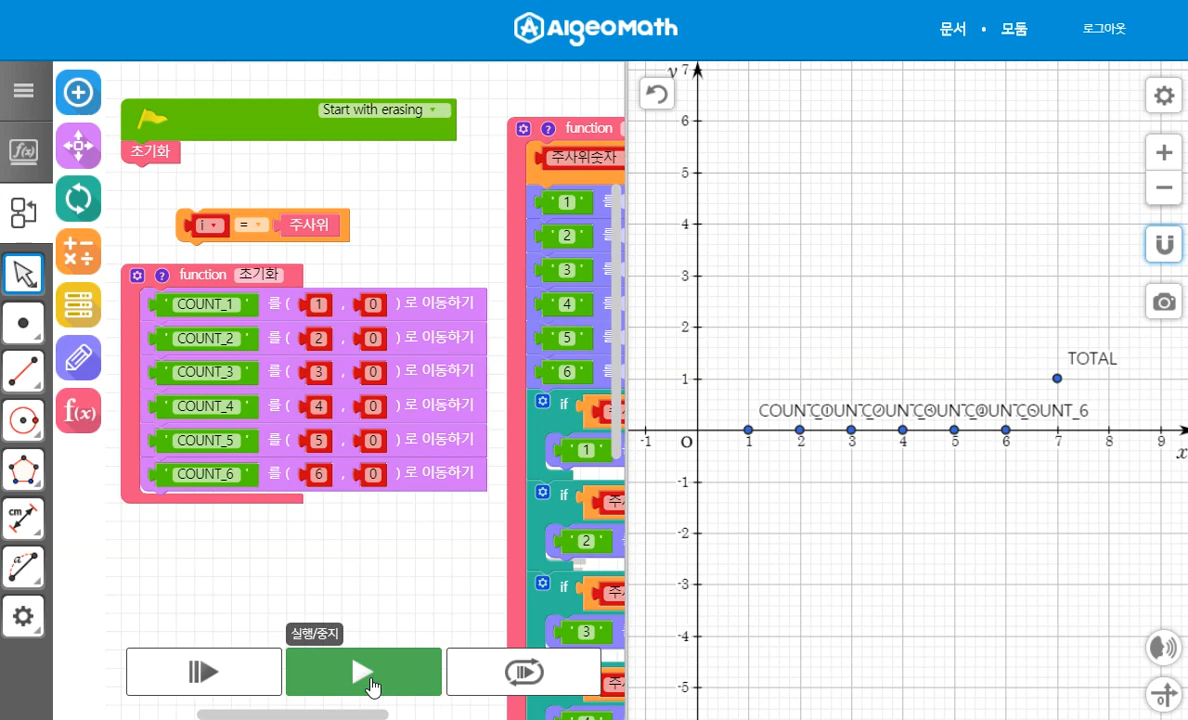 AlgeoMath
문서 • 모둠
로그아웃
Start with erasing
초기화
i = 주사위
function 초기화
' COUNT_1 ' 를 ( 1 , 0 ) 로 이동하기
' COUNT_2 ' 를 ( 2 , 0 ) 로 이동하기
' COUNT_3 ' 를 ( 3 , 0 ) 로 이동하기
' COUNT_4 ' 를 ( 4 , 0 ) 로 이동하기
' COUNT_5 ' 를 ( 5 , 0 ) 로 이동하기
' COUNT_6 ' 를 ( 6 , 0 ) 로 이동하기
function
주사위숫자
' 1 ' 를
' 2 '
' 3 '
' 4 '
' 5 '
' 6 '
if
' 1 '
if 주
' 2 '
if 주
' 3 '
주
f(x)
cm
a°
f(x)
실행/중지
y
7
6
5
4
3
2
1
-1
-2
-3
-4
-5
-1 O 1 2 3 4 5 6 7 8 9
x
TOTAL
COUNT_6